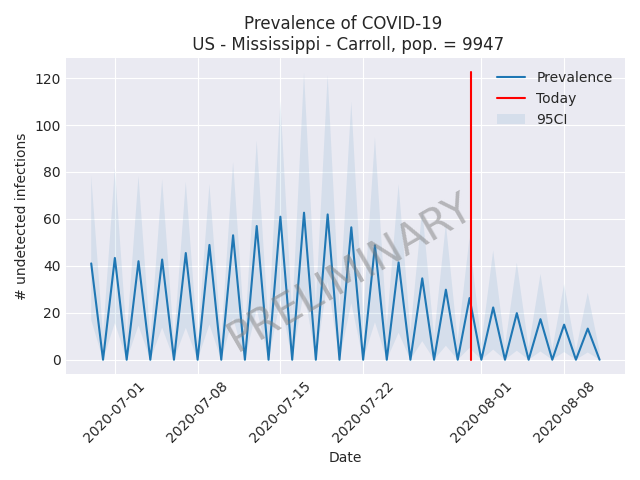 Prevalence of COVID-19
US - Mississippi - Carroll, pop. = 9947
Prevalence
Today
95CI
PRELIMINARY
# undetected infections
120
100
80
60
40
20
0
2020-07-01
2020-07-08
2020-07-15
2020-07-22
2020-08-01
2020-08-08
Date